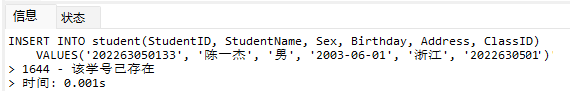 信息 状态
INSERT INTO student(StudentID, StudentName, Sex, Birthday, Address, ClassID)
VALUES('202263050133', '陈一杰', '男', '2003-06-01', '浙江', '2022630501')
> 1644 - 该学号已存在
> 时间: 0.001s